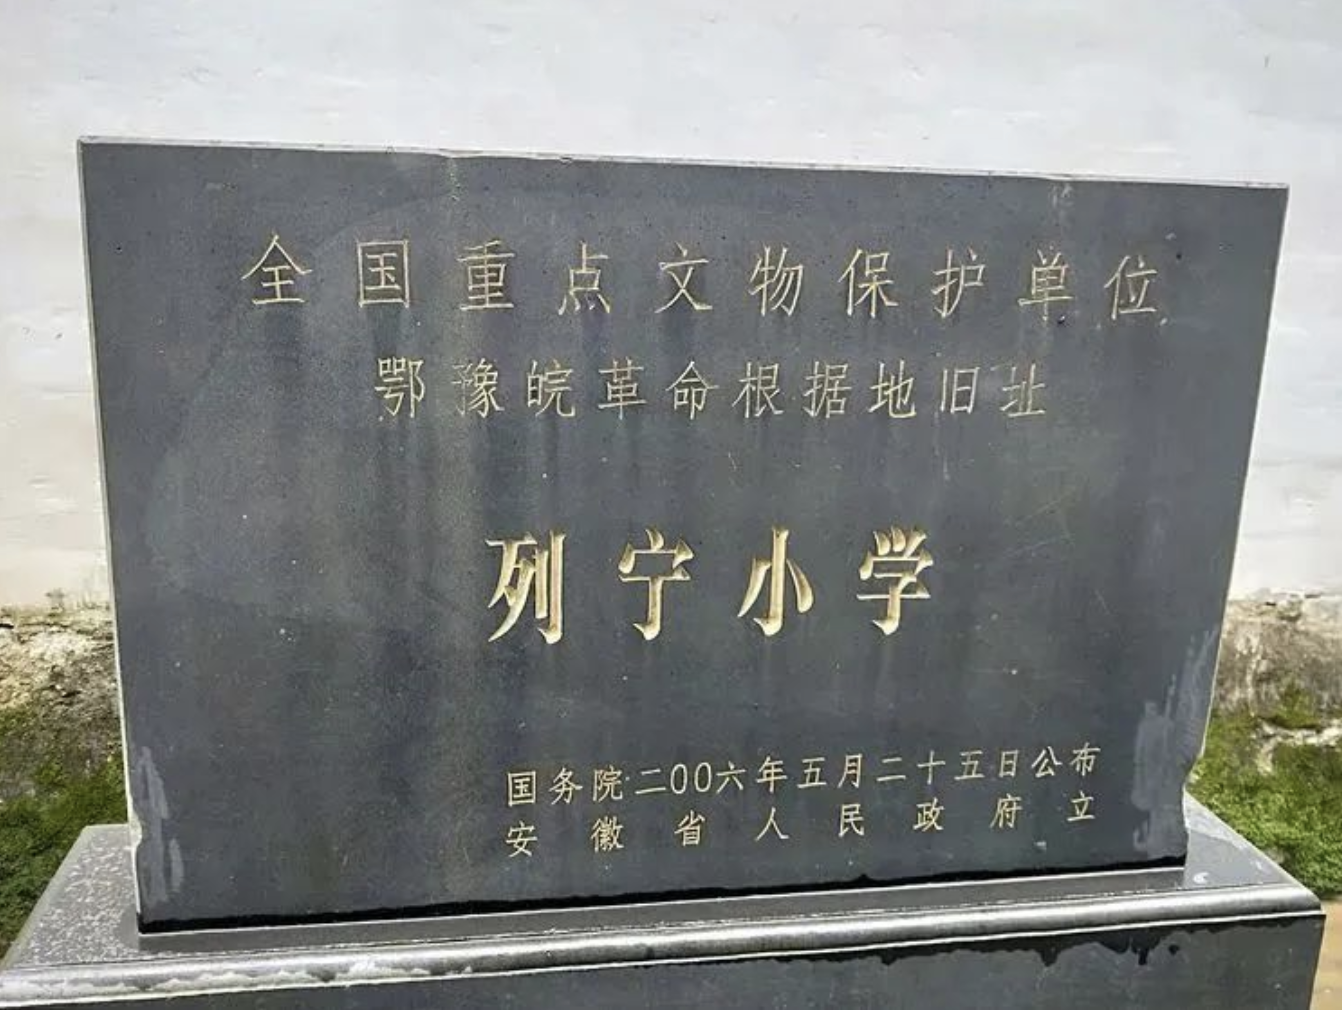 全国重点文物保护单位
鄂豫皖革命根据地旧址
列宁小学
国务院二00六年五月二十五日公布
安徽省人民政府立